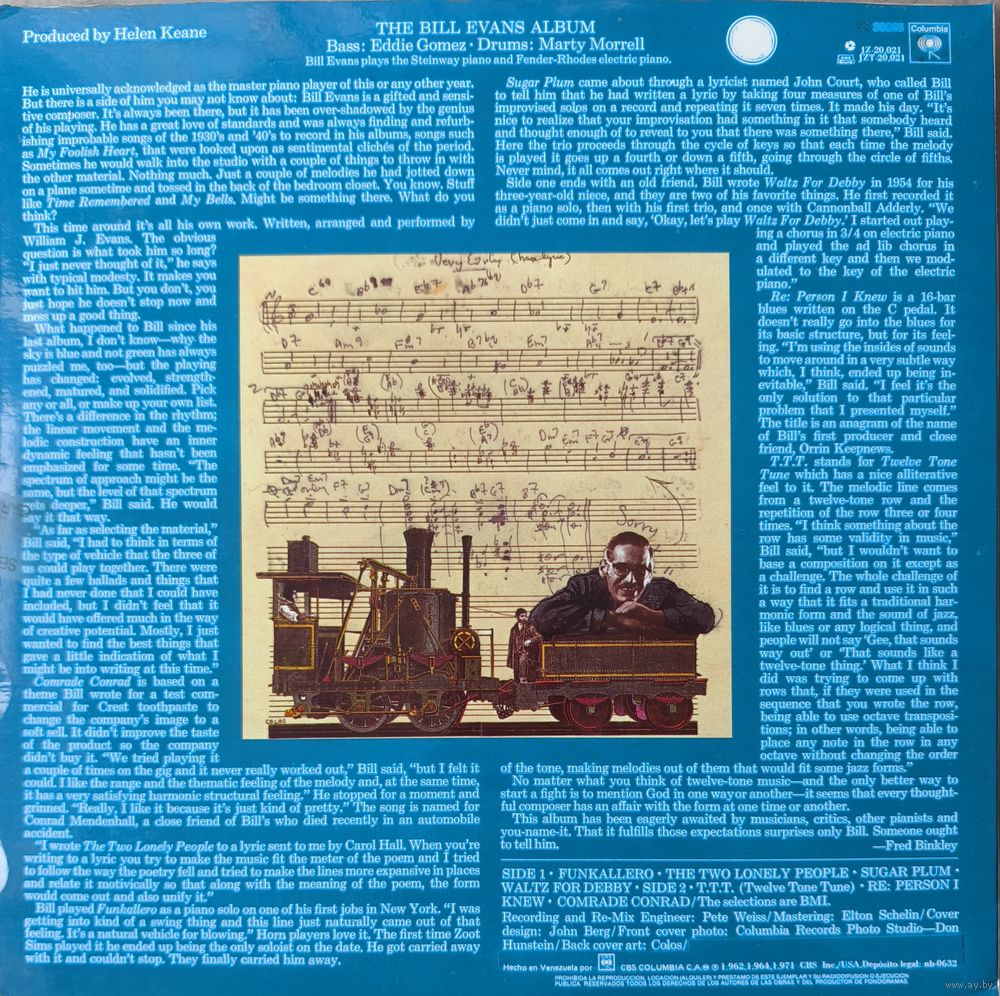 Produced by Helen Keane
THE BILL EVANS ALBUM
Bass: Eddie Gomez • Drums: Marty Morrell
Bill Evans plays the Steinway piano and Fender-Rhodes electric piano.
Columbia
JZ-20,021
JZT-20,021
He is universally acknowledged as the master piano player of this or any other year.
But there is a side of him you may not know about: Bill Evans is a gifted and sensi-
tive composer. It's always been there, but it has been over-shadowed by the genius
of his playing. He has a great love of standards and was always finding and refurb-
ishing improbable songs of the 1930's and '40's to record in his albums, songs such
as My Foolish Heart, that were looked upon as sentimental clichés of the period.
Sometimes he would walk into the studio with a couple of things to throw in with
the other material. Nothing much. Just a couple of melodies he had jotted down
on a plane sometime and tossed in the back of the bedroom closet. You know. Stuff
like Time Remembered and My Bells. Might be something there. What do you
think?
This time around it's all his own work. Written, arranged and performed by
William J. Evans. The obvious
question is what took him so long?
"I just never thought of it," he says
with typical modesty. It makes you
want to hit him. But you don't, you
just hope he doesn't stop now and
mess up a good thing.
What happened to Bill since his
last album, I don't know—why the
sky is blue and not green has always
puzzled me, too—but the playing
has changed: evolved, strength-
ened, matured, and solidified. Pick
any or all, or make up your own list.
There's a difference in the rhythm;
the linear movement and the me-
lodic construction have an inner
dynamic feeling that hasn't been
emphasized for some time. "The
spectrum of approach might be the
same, but the level of that spectrum
gets deeper," Bill said. He would
say it that way.
"As far as selecting the material,"
Bill said, "I had to think in terms of
the type of vehicle that the three of
us could play together. There were
quite a few ballads and things that
I had never done that I could have
included, but I didn't feel that it
would have offered much in the way
of creative potential. Mostly, I just
wanted to find the best things that
gave a little indication of what I
might be into writing at this time."
Comrade Conrad is based on a
theme Bill wrote for a test com-
mercial for Crest toothpaste to
change the company's image to a
soft sell. It didn't improve the taste
of the product so the company
didn't buy it. "We tried playing it
a couple of times on the gig and it never really worked out," Bill said, "but I felt it
could. I like the range and the thematic feeling of the melody and, at the same time,
it has a very satisfying harmonic structural feeling." He stopped for a moment and
grinned. "Really, I like it because it's just kind of pretty." The song is named for
Conrad Mendenhall, a close friend of Bill's who died recently in an automobile
accident.
"I wrote The Two Lonely People to a lyric sent to me by Carol Hall. When you're
writing to a lyric you try to make the music fit the meter of the poem and I tried
to follow the way the poetry fell and tried to make the lines more expansive in places
and relate it motivically so that along with the meaning of the poem, the form
would come out and also unify it."
Bill played Funkallero as a piano solo on one of his first jobs in New York. "I was
getting into kind of a swing thing and this line just naturally came out of that
feeling. It's a natural vehicle for blowing." Horn players love it. The first time Zoot
Sims played it he ended up being the only soloist on the date. He got carried away
with it and couldn't stop. They finally carried him away.
Sugar Plum came about through a lyricist named John Court, who called Bill
to tell him that he had written a lyric by taking four measures of one of Bill's
improvised solos on a record and repeating it seven times. It made his day. "It's
nice to realize that your improvisation had something in it that somebody heard
and thought enough of to reveal to you that there was something there," Bill said.
Here the trio proceeds through the cycle of keys so that each time the melody
is played it goes up a fourth or down a fifth, going through the circle of fifths.
Never mind, it all comes out right where it should.
Side one ends with an old friend. Bill wrote Waltz For Debby in 1954 for his
three-year-old niece, and they are two of his favorite things. He first recorded it
as a piano solo, then with his first trio, and once with Cannonball Adderly. "We
didn't just come in and say, 'Okay, let's play Waltz For Debby.' I started out play-
ing a chorus in 3/4 on electric piano
and played the ad lib chorus in
a different key and then we mod-
ulated to the key of the electric
piano."
Re: Person I Knew is a 16-bar
blues written on the C pedal. It
doesn't really go into the blues for
its basic structure, but for its feel-
ing. "I'm using the insides of sounds
to move around in a very subtle way
which, I think, ended up being in-
evitable," Bill said. "I feel it's the
only solution to that particular
problem that I presented myself."
The title is an anagram of the name
of Bill's first producer and close
friend, Orrin Keepnews.
T.T.T. stands for Twelve Tone
Tune which has a nice alliterative
feel to it. The melodic line comes
from a twelve-tone row and the
repetition of the row three or four
times. "I think something about the
row has some validity in music,"
Bill said, "but I wouldn't want to
base a composition on it except as
a challenge. The whole challenge of
it is to find a row and use it in such
a way that it fits a traditional har-
monic form and the sound of jazz,
like blues or any logical thing, and
people will not say 'Gee, that sounds
way out' or 'That sounds like a
twelve-tone thing.' What I think I
did was trying to come up with
rows that, if they were used in the
sequence that you wrote the row,
being able to use octave transposi-
tions; in other words, being able to
place any note in the row in any
octave without changing the order
of the tone, making melodies out of them that would fit some jazz forms."
No matter what you think of twelve-tone music—and the only better way to
start a fight is to mention God in one way or another—it seems that every thought-
ful composer has an affair with the form at one time or another.
This album has been eagerly awaited by musicians, critics, other pianists and
you-name-it. That it fulfills those expectations surprises only Bill. Someone ought
to tell him.
—Fred Binkley
Very Early
Sorry
COLOS
SIDE 1 • FUNKALLERO • THE TWO LONELY PEOPLE • SUGAR PLUM •
WALTZ FOR DEBBY • SIDE 2 • T.T.T. (Twelve Tone Tune) • RE: PERSON I
KNEW • COMRADE CONRAD/The selections are BMI.
Recording and Re-Mix Engineer: Pete Weiss/Mastering: Elton Schelin/Cover
design: John Berg/Front cover photo: Columbia Records Photo Studio—Don
Hunstein/Back cover art: Colos/
Hecho en Venezuela por CBS COLUMBIA C.A. ® ℗ 1.962,1.964,1.971 CBS Inc./USA.Depósito legal: nb-0632
PROHIBIDA LA REPRODUCCION, LOCACION (ALQUILER) Y PRESTAMO DE ESTE EJEMPLAR Y SU RADIODIFUSION O EJECUCION
PUBLICA. RESERVADOS TODOS LOS DERECHOS DE LOS AUTORES DE LAS OBRAS Y DEL PRODUCTOR DE FONOGRAMAS.
www.ay.by